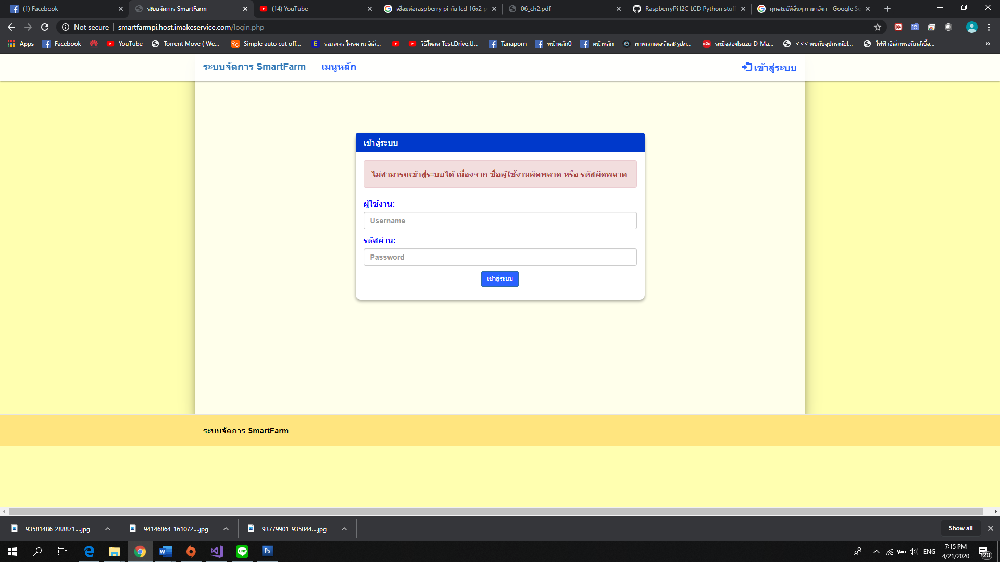 (1) Facebook
ระบบจัดการ SmartFarm
(14) YouTube
เชื่อมต่อraspberry pi กับ lcd 16x2 p
06_ch2.pdf
RaspberryPi I2C LCD Python stuff
คุณสมบัติอื่นๆ ภาษาอังก - Google Se
Not secure
smartfarmpi.host.imakeservice.com/login.php
Apps
Facebook
YouTube
Torrent Move ( We...
Simple auto cut off...
รวมวงจร โครงงาน อิเล็...
วิธีโหลด Test.Drive.U...
Tanaporn
หน้าหลัก0
หน้าหลัก
ภาพเวกเตอร์ และ รูปภ...
รถมือสองIsuzu D-Ma...
<<< พบกับอุปกรณ์el...
ไฟฟ้าอิเล็กทรอนิกส์เบื้อ...
»
ระบบจัดการ SmartFarm
เมนูหลัก
เข้าสู่ระบบ
เข้าสู่ระบบ
ไม่สามารถเข้าสู่ระบบได้ เนื่องจาก ชื่อผู้ใช้งานผิดพลาด หรือ รหัสผิดพลาด
ผู้ใช้งาน:
Username
รหัสผ่าน:
Password
เข้าสู่ระบบ
ระบบจัดการ SmartFarm
93581486_288871....jpg
94146864_161072....jpg
93779901_935044....jpg
Show all
ENG
7:15 PM
4/21/2020
20